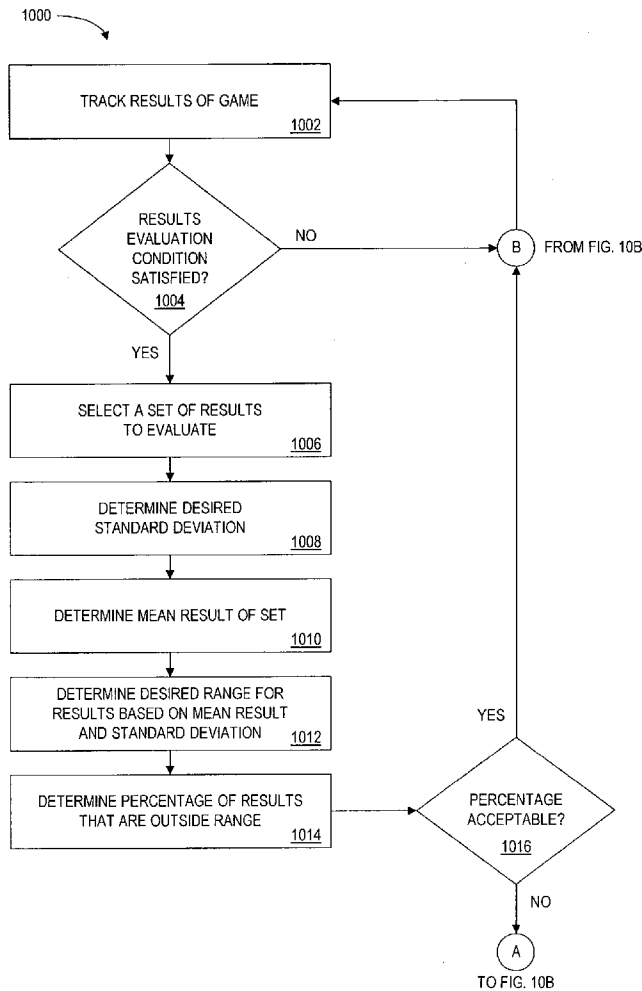 1000
TRACK RESULTS OF GAME
1002
RESULTS
EVALUATION
CONDITION
SATISFIED?
1004
NO
B
FROM FIG. 10B
YES
SELECT A SET OF RESULTS
TO EVALUATE
1006
DETERMINE DESIRED
STANDARD DEVIATION
1008
DETERMINE MEAN RESULT OF SET
1010
DETERMINE DESIRED RANGE FOR
RESULTS BASED ON MEAN RESULT
AND STANDARD DEVIATION
1012
DETERMINE PERCENTAGE OF RESULTS
THAT ARE OUTSIDE RANGE
1014
YES
PERCENTAGE
ACCEPTABLE?
1016
NO
A
TO FIG. 10B